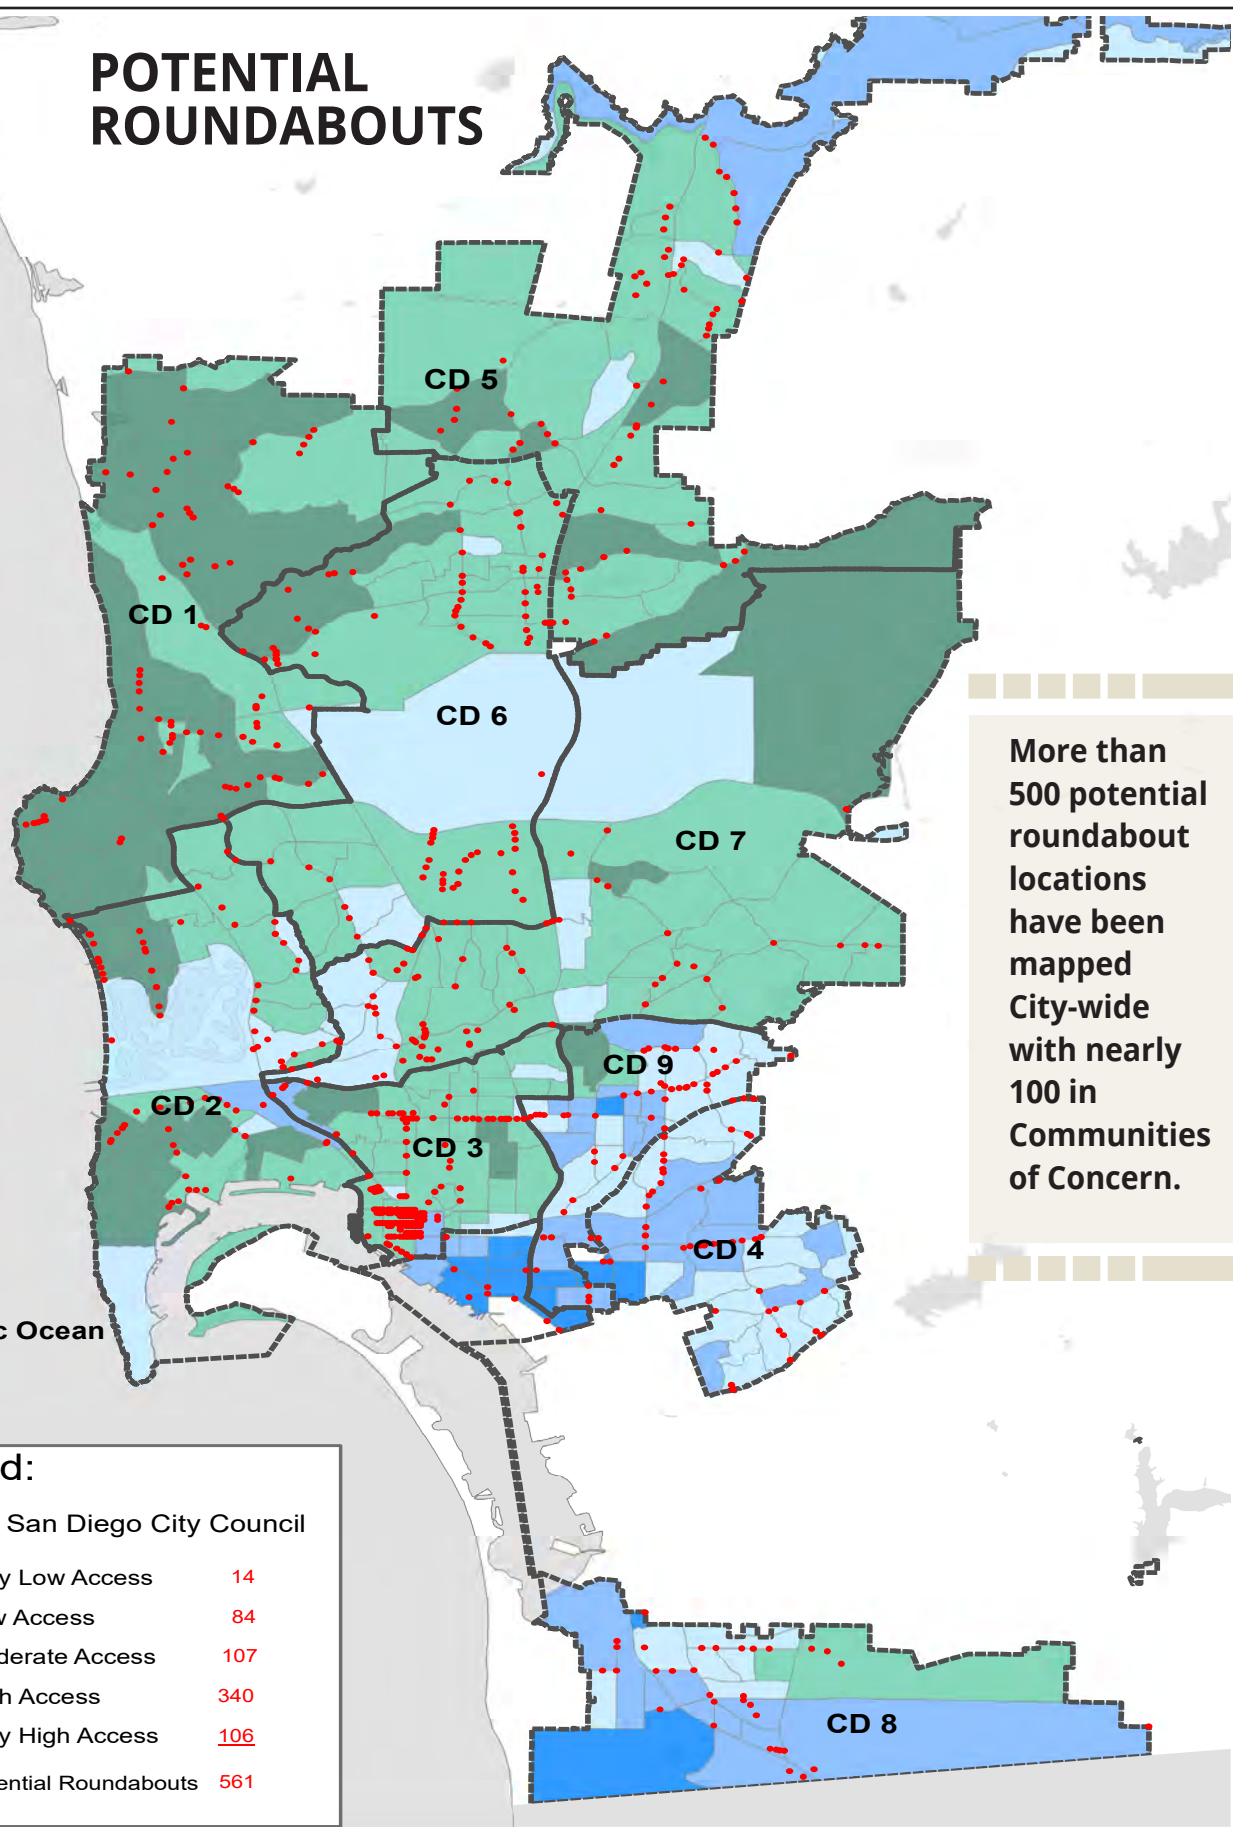 POTENTIAL
ROUNDABOUTS
CD 5
CD 1
CD 6
CD 7
More than
500 potential
roundabout
locations
have been
mapped
City-wide
with nearly
100 in
Communities
of Concern.
CD 9
CD 2
CD 3
CD 4
c Ocean
d:
San Diego City Council
y Low Access 14
w Access 84
derate Access 107
h Access 340
y High Access 106
ential Roundabouts 561
CD 8